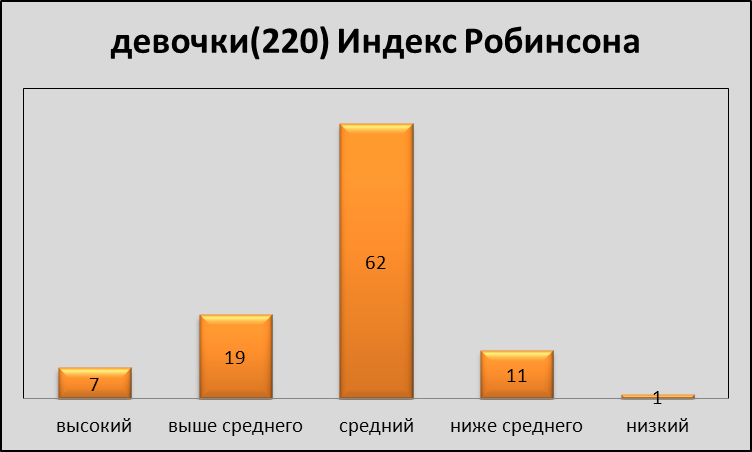 девочки(220) Индекс Робинсона
62
19
11
7
1
высокий выше среднего средний ниже среднего низкий